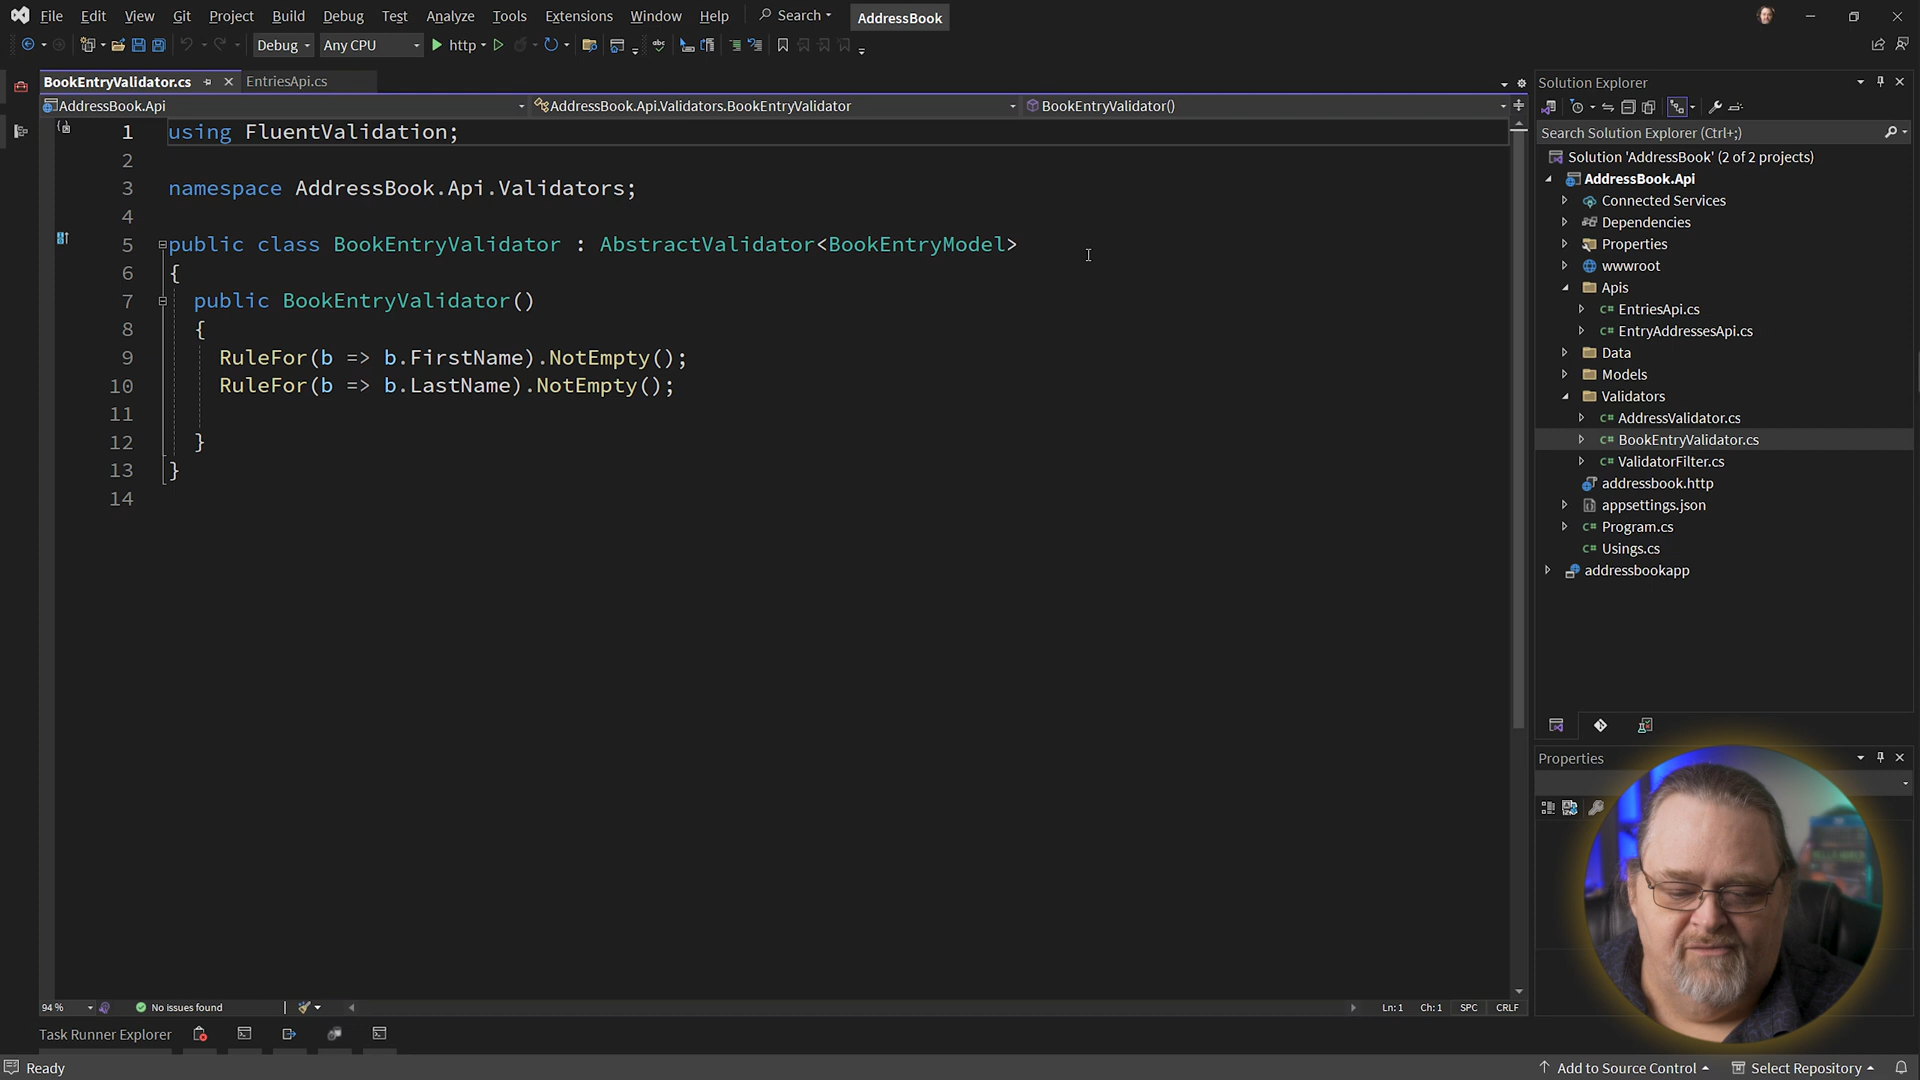 File Edit View Git Project Build Debug Test Analyze Tools Extensions Window Help Search AddressBook
Debug Any CPU http
BookEntryValidator.cs EntriesApi.cs
AddressBook.Api AddressBook.Api.Validators.BookEntryValidator BookEntryValidator()
1 using FluentValidation;
2
3 namespace AddressBook.Api.Validators;
4
5 public class BookEntryValidator : AbstractValidator<BookEntryModel>
6 {
7 public BookEntryValidator()
8 {
9 RuleFor(b => b.FirstName).NotEmpty();
10 RuleFor(b => b.LastName).NotEmpty();
11
12 }
13 }
14
94 % No issues found Ln: 1 Ch: 1 SPC CRLF
Task Runner Explorer
Ready Add to Source Control Select Repository
Solution Explorer
Search Solution Explorer (Ctrl+;)
Solution 'AddressBook' (2 of 2 projects)
AddressBook.Api
Connected Services
Dependencies
Properties
wwwroot
Apis
C# EntriesApi.cs
C# EntryAddressesApi.cs
Data
Models
Validators
C# AddressValidator.cs
C# BookEntryValidator.cs
C# ValidatorFilter.cs
addressbook.http
appsettings.json
C# Program.cs
C# Usings.cs
addressbookapp
Properties